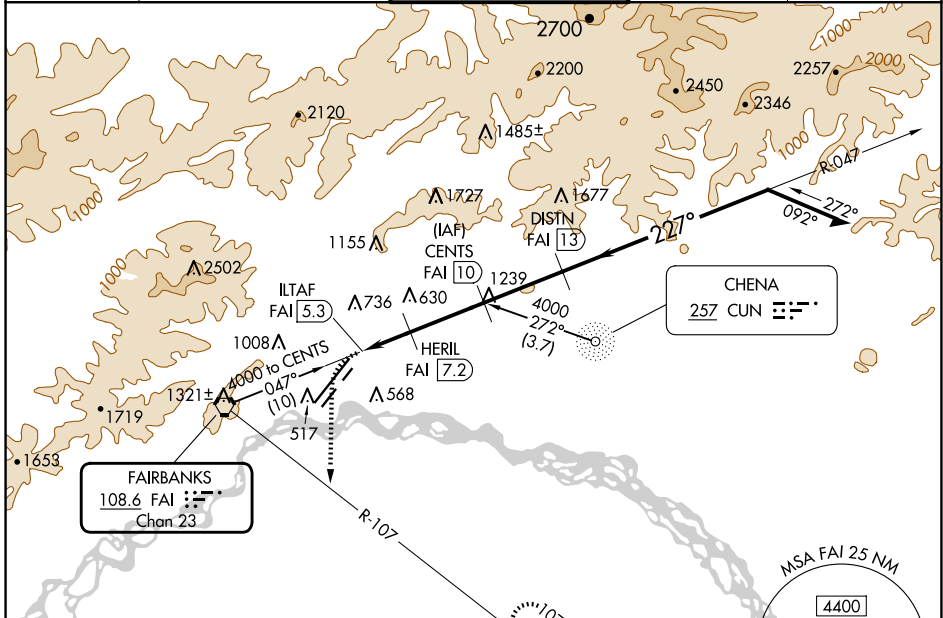 2700
1000
2200
2257
2000
2450
2346
2120
1485±
1000
R-047
1000
1727
1677
272°
092°
DISTN
FAI 13
227°
(IAF)
CENTS
FAI 10
1155
1000
2502
ILTAF
FAI 5.3
736
630
1239
4000
272°
(3.7)
CHENA
257 CUN
1008
HERIL
FAI 7.2
4000 to CENTS
047°
(10)
1321±
568
517
1719
1653
FAIRBANKS
108.6 FAI
Chan 23
R-107
MSA FAI 25 NM
4400